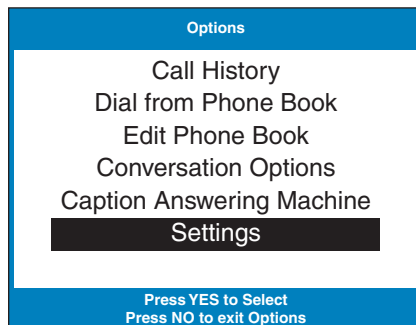 Options
Call History
Dial from Phone Book
Edit Phone Book
Conversation Options
Caption Answering Machine
Settings
Press YES to Select
Press NO to exit Options